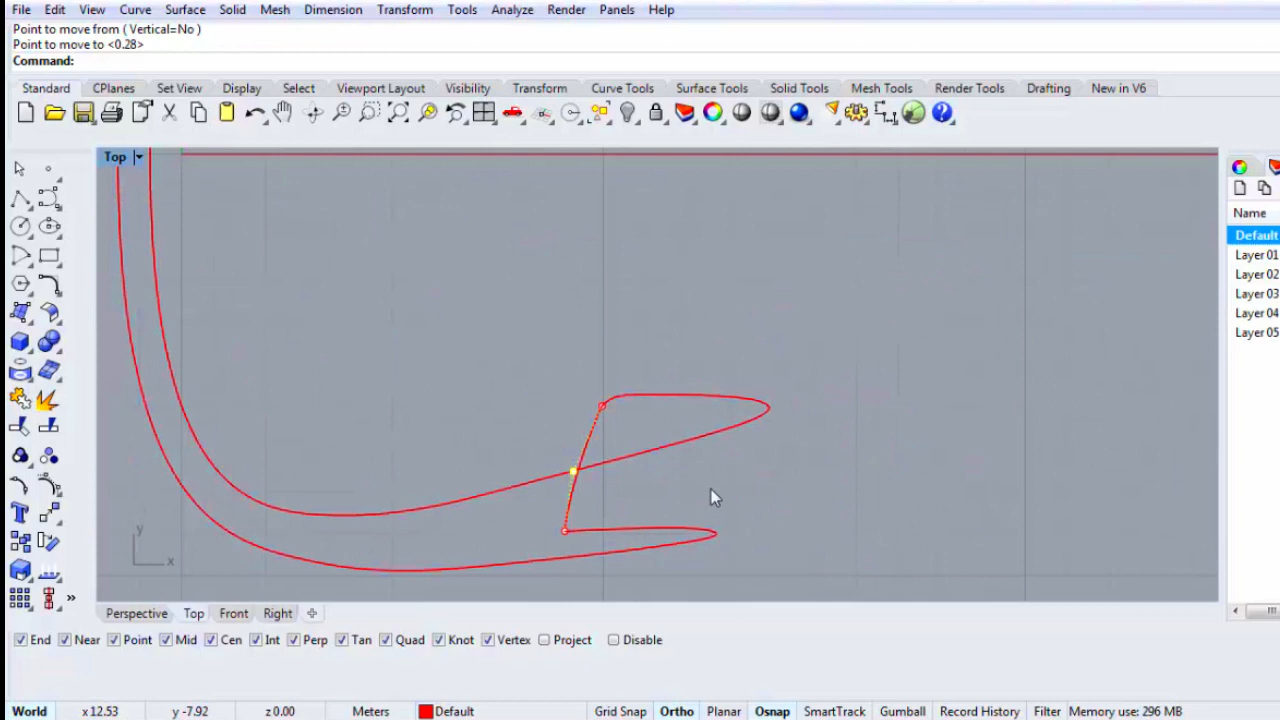 File Edit View Curve Surface Solid Mesh Dimension Transform Tools Analyze Render Panels Help
Point to move from ( Vertical=No )
Point to move to <0.28>
Command:
Standard CPlanes Set View Display Select Viewport Layout Visibility Transform Curve Tools Surface Tools Solid Tools Mesh Tools Render Tools Drafting New in V6
Top
Name
Default
Layer 01
Layer 02
Layer 03
Layer 04
Layer 05
y
x
Perspective Top Front Right
End Near Point Mid Cen Int Perp Tan Quad Knot Vertex Project Disable
World x 12.53 y -7.92 z 0.00 Meters Default Grid Snap Ortho Planar Osnap SmartTrack Gumball Record History Filter Memory use: 296 MB